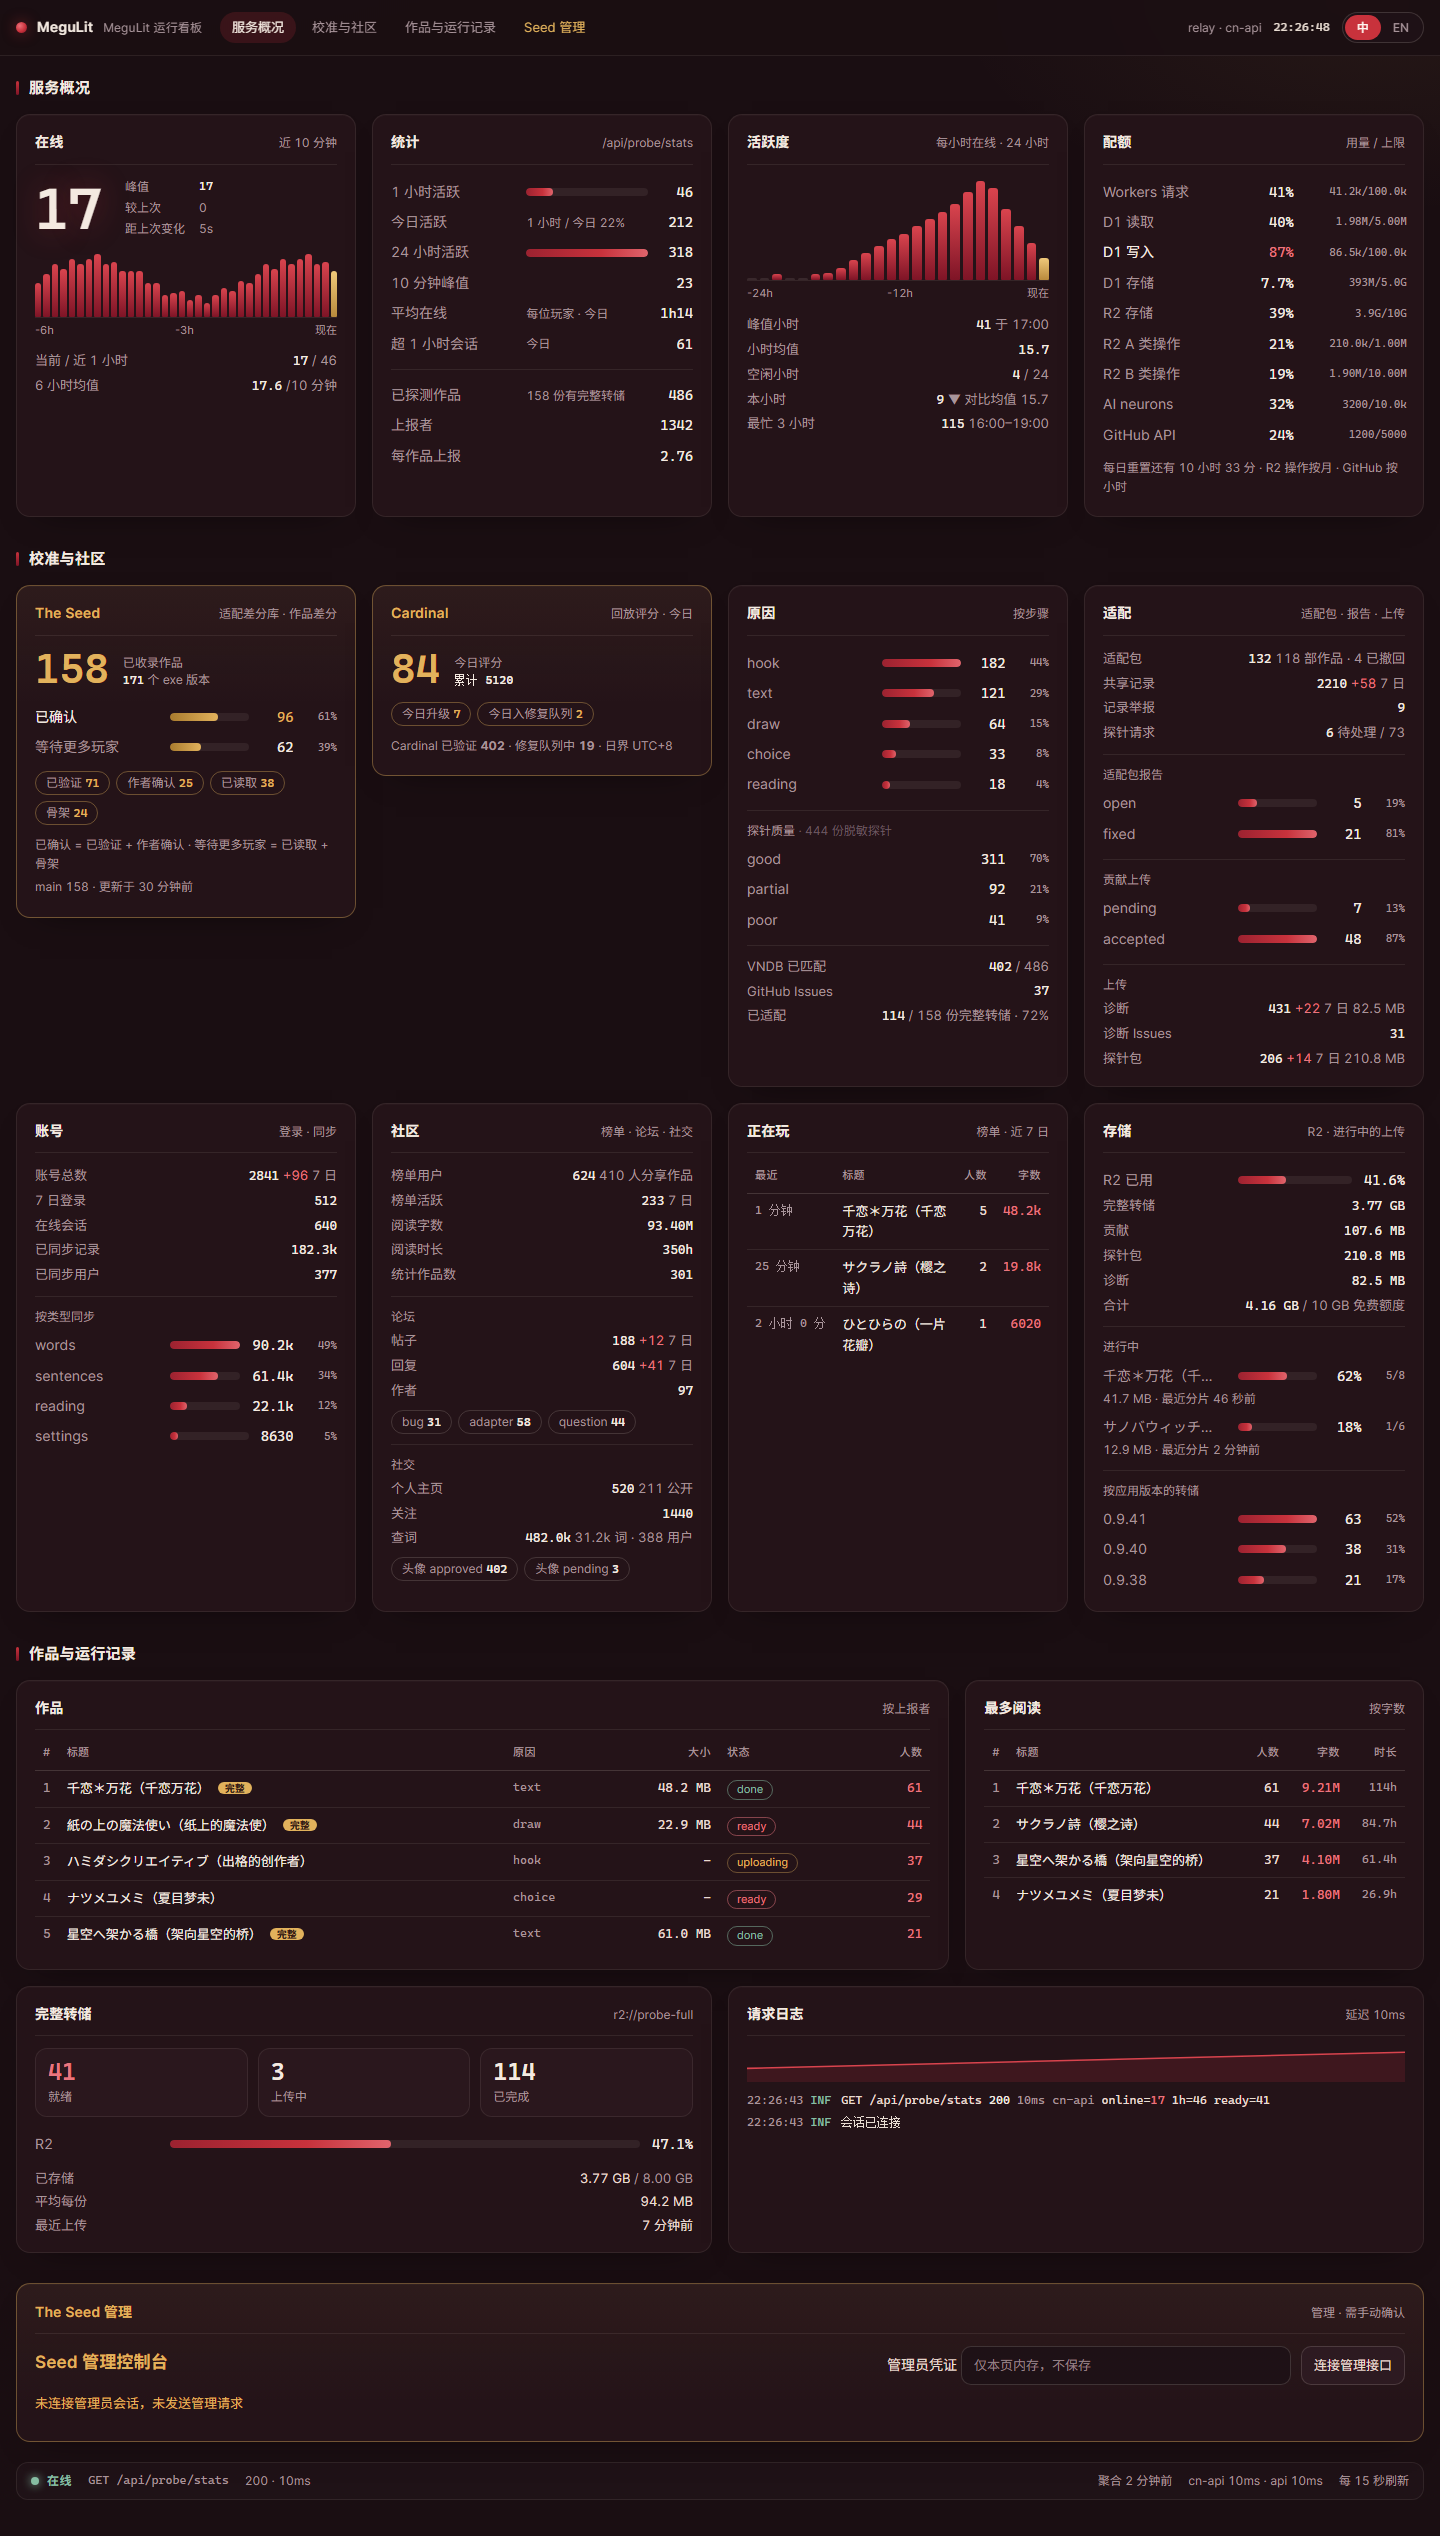 MeguLit MeguLit 运行看板 服务概况 校准与社区 作品与运行记录 Seed 管理 relay · cn-api 22:26:48 中 EN
服务概况
在线 近 10 分钟
17
峰值 17
较上次 0
距上次变化 5s
-6h -3h 现在
当前 / 近 1 小时 17 / 46
6 小时均值 17.6 /10 分钟
统计 /api/probe/stats
1 小时活跃 46
今日活跃 1 小时 / 今日 22% 212
24 小时活跃 318
10 分钟峰值 23
平均在线 每位玩家 · 今日 1h14
超 1 小时会话 今日 61
已探测作品 158 份有完整转储 486
上报者 1342
每作品上报 2.76
活跃度 每小时在线 · 24 小时
-24h -12h 现在
峰值小时 41 于 17:00
小时均值 15.7
空闲小时 4 / 24
本小时 9 ▼ 对比均值 15.7
最忙 3 小时 115 16:00–19:00
配额 用量 / 上限
Workers 请求 41% 41.2k/100.0k
D1 读取 40% 1.98M/5.00M
D1 写入 87% 86.5k/100.0k
D1 存储 7.7% 393M/5.0G
R2 存储 39% 3.9G/10G
R2 A 类操作 21% 210.0k/1.00M
R2 B 类操作 19% 1.90M/10.00M
AI neurons 32% 3200/10.0k
GitHub API 24% 1200/5000
每日重置还有 10 小时 33 分 · R2 操作按月 · GitHub 按
小时
校准与社区
The Seed 适配差分库 · 作品差分
158
已收录作品
171 个 exe 版本
已确认 96 61%
等待更多玩家 62 39%
已验证 71 作者确认 25 已读取 38
骨架 24
已确认 = 已验证 + 作者确认 · 等待更多玩家 = 已读取 +
骨架
main 158 · 更新于 30 分钟前
Cardinal 回放评分 · 今日
84
今日评分
累计 5120
今日升级 7 今日入修复队列 2
Cardinal 已验证 402 · 修复队列中 19 · 日界 UTC+8
原因 按步骤
hook 182 44%
text 121 29%
draw 64 15%
choice 33 8%
reading 18 4%
探针质量 · 444 份脱敏探针
good 311 70%
partial 92 21%
poor 41 9%
VNDB 已匹配 402 / 486
GitHub Issues 37
已适配 114 / 158 份完整转储 · 72%
适配 适配包 · 报告 · 上传
适配包 132 118 部作品 · 4 已撤回
共享记录 2210 +58 7 日
记录举报 9
探针请求 6 待处理 / 73
适配包报告
open 5 19%
fixed 21 81%
贡献上传
pending 7 13%
accepted 48 87%
上传
诊断 431 +22 7 日 82.5 MB
诊断 Issues 31
探针包 206 +14 7 日 210.8 MB
账号 登录 · 同步
账号总数 2841 +96 7 日
7 日登录 512
在线会话 640
已同步记录 182.3k
已同步用户 377
按类型同步
words 90.2k 49%
sentences 61.4k 34%
reading 22.1k 12%
settings 8630 5%
社区 榜单 · 论坛 · 社交
榜单用户 624 410 人分享作品
榜单活跃 233 7 日
阅读字数 93.40M
阅读时长 350h
统计作品数 301
论坛
帖子 188 +12 7 日
回复 604 +41 7 日
作者 97
bug 31 adapter 58 question 44
社交
个人主页 520 211 公开
关注 1440
查词 482.0k 31.2k 词 · 388 用户
头像 approved 402 头像 pending 3
正在玩 榜单 · 近 7 日
最近 标题 人数 字数
1 分钟 千恋＊万花（千恋 5 48.2k
万花）
25 分钟 サクラノ詩（樱之 2 19.8k
诗）
2 小时 0 分 ひとひらの（一片 1 6020
花瓣）
存储 R2 · 进行中的上传
R2 已用 41.6%
完整转储 3.77 GB
贡献 107.6 MB
探针包 210.8 MB
诊断 82.5 MB
合计 4.16 GB / 10 GB 免费额度
进行中
千恋＊万花（千... 62% 5/8
41.7 MB · 最近分片 46 秒前
サノバウィッチ... 18% 1/6
12.9 MB · 最近分片 2 分钟前
按应用版本的转储
0.9.41 63 52%
0.9.40 38 31%
0.9.38 21 17%
作品与运行记录
作品 按上报者
# 标题 原因 大小 状态 人数
1 千恋＊万花（千恋万花） 完整 text 48.2 MB done 61
2 紙の上の魔法使い（纸上的魔法使） 完整 draw 22.9 MB ready 44
3 ハミダシクリエイティブ（出格的创作者） hook – uploading 37
4 ナツメユメミ（夏目梦未） choice – ready 29
5 星空へ架かる橋（架向星空的桥） 完整 text 61.0 MB done 21
最多阅读 按字数
# 标题 人数 字数 时长
1 千恋＊万花（千恋万花） 61 9.21M 114h
2 サクラノ詩（樱之诗） 44 7.02M 84.7h
3 星空へ架かる橋（架向星空的桥） 37 4.10M 61.4h
4 ナツメユメミ（夏目梦未） 21 1.80M 26.9h
完整转储 r2://probe-full
41 3 114
就绪 上传中 已完成
R2 47.1%
已存储 3.77 GB / 8.00 GB
平均每份 94.2 MB
最近上传 7 分钟前
请求日志 延迟 10ms
22:26:43 INF GET /api/probe/stats 200 10ms cn-api online=17 1h=46 ready=41
22:26:43 INF 会话已连接
The Seed 管理 管理 · 需手动确认
Seed 管理控制台 管理员凭证 仅本页内存，不保存 连接管理接口
未连接管理员会话，未发送管理请求
在线 GET /api/probe/stats 200 · 10ms 聚合 2 分钟前 cn-api 10ms · api 10ms 每 15 秒刷新